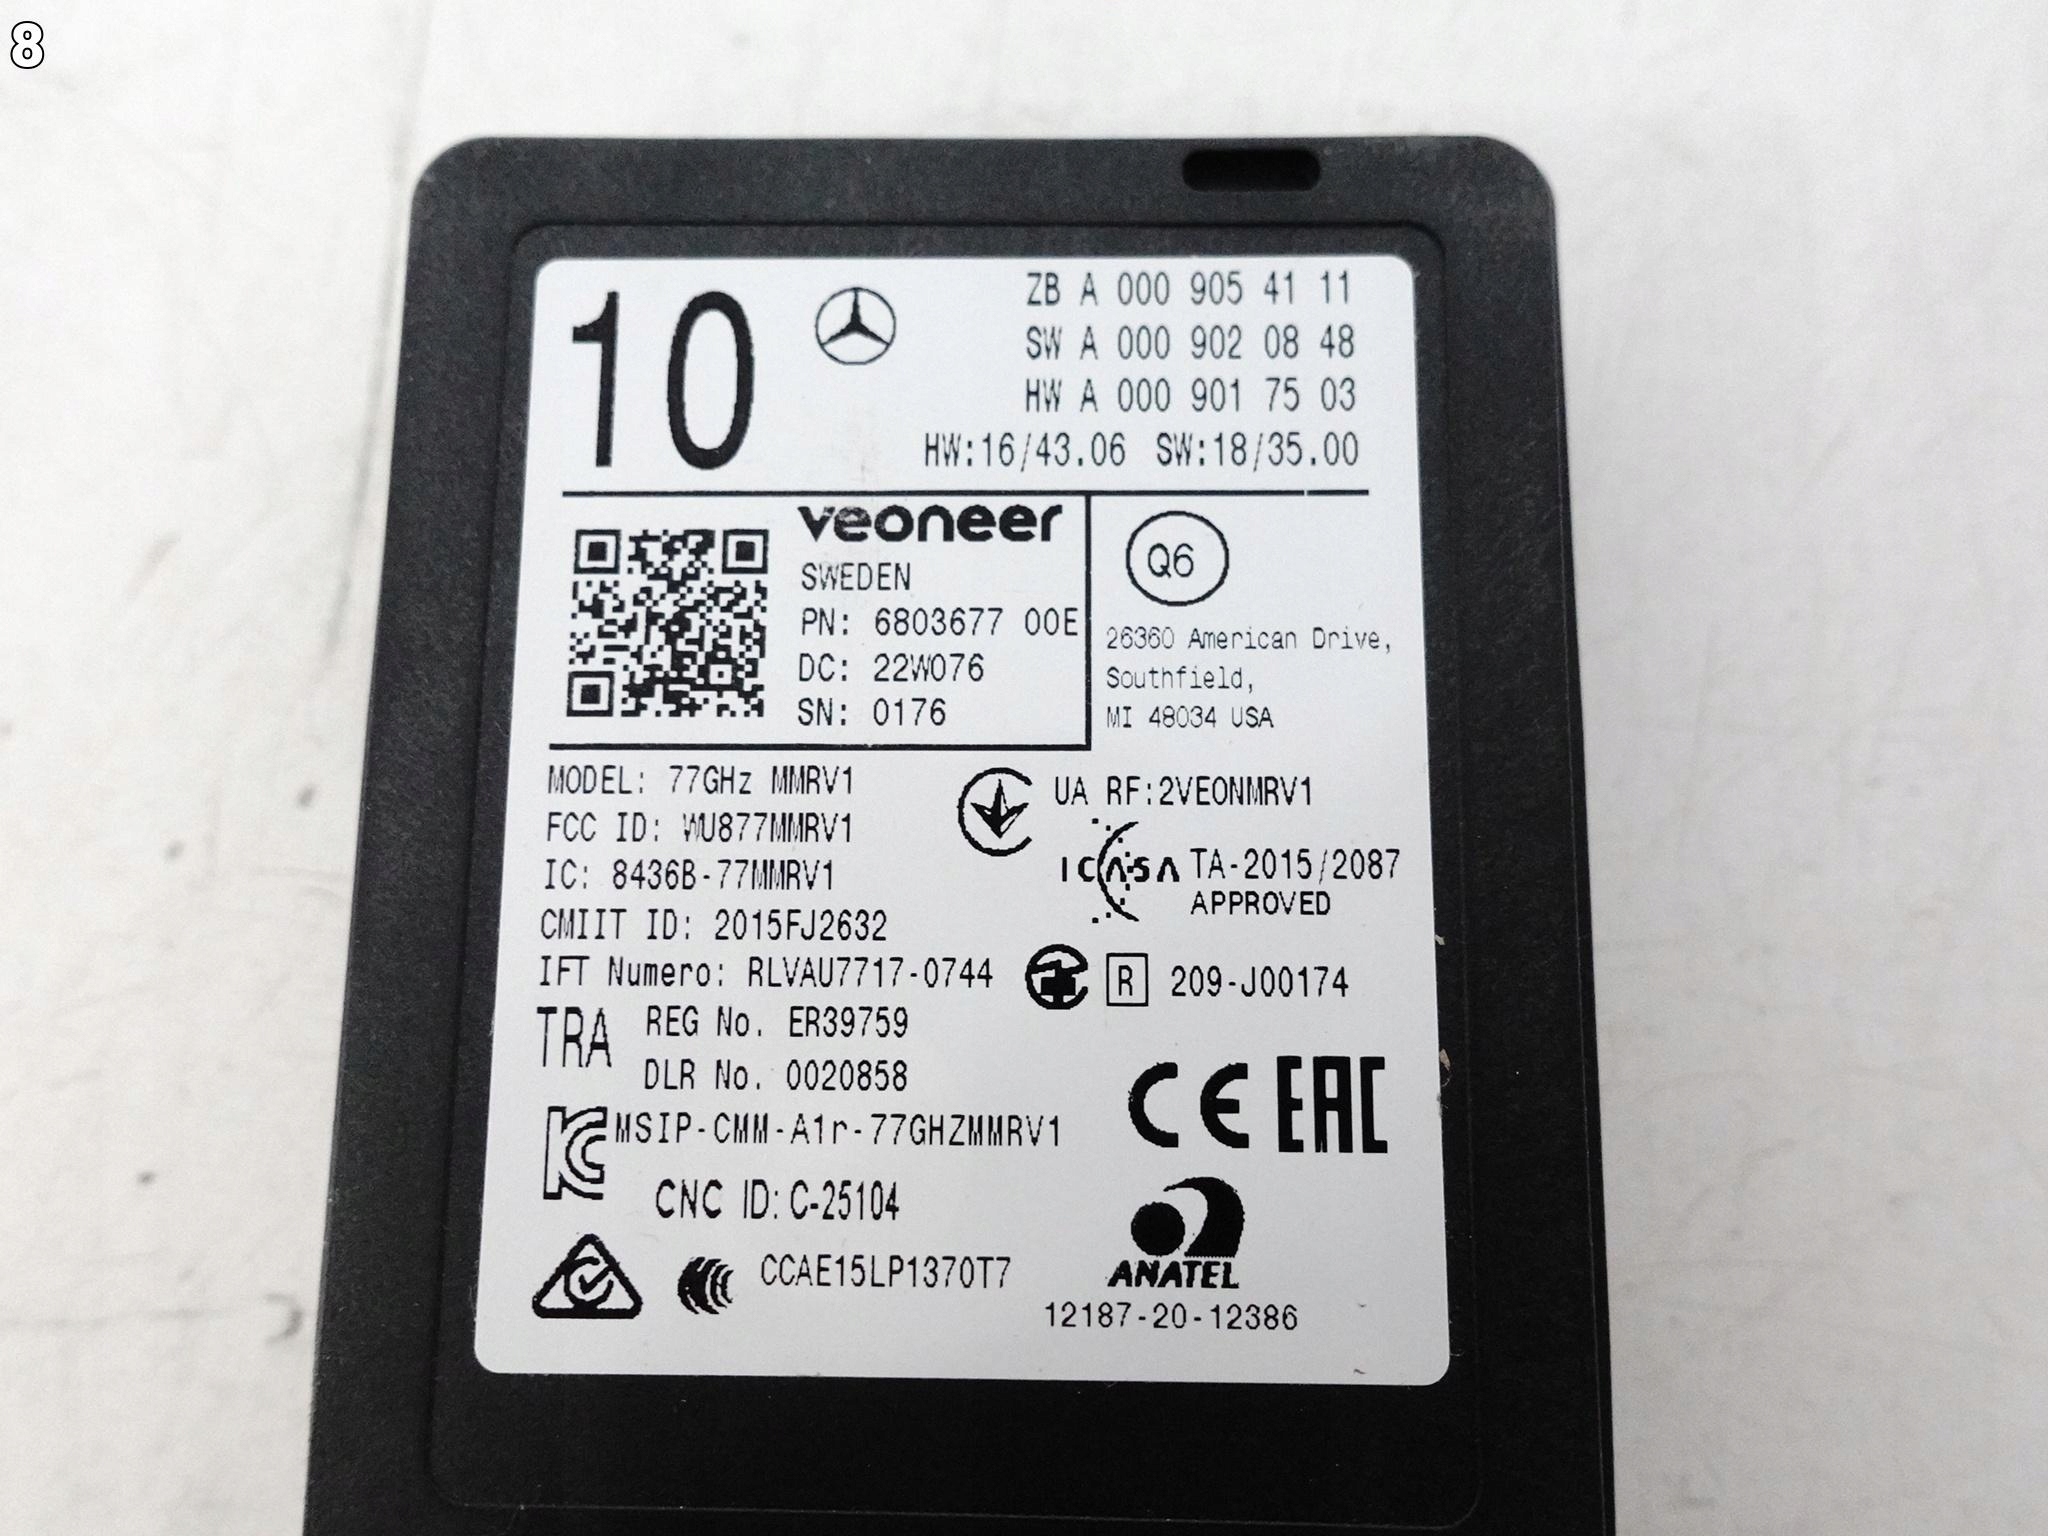 8
10
ZB A 000 905 41 11
SW A 000 902 08 48
HW A 000 901 75 03
HW:16/43.06 SW:18/35.00
veoneer
SWEDEN
PN: 6803677 00E
DC: 22W076
SN: 0176
Q6
26360 American Drive,
Southfield,
MI 48034 USA
MODEL: 77GHz MMRV1
FCC ID: WU877MMRV1
IC: 8436B-77MMRV1
CMIIT ID: 2015FJ2632
IFT Numero: RLVAU7717-0744
TRA REG No. ER39759
DLR No. 0020858
UA RF:2VEONMRV1
ICASA TA-2015/2087
APPROVED
R 209-J00174
KC MSIP-CMM-A1r-77GHZMMRV1
CE EAC
CNC ID: C-25104
CCAE15LP1370T7
ANATEL
12187-20-12386